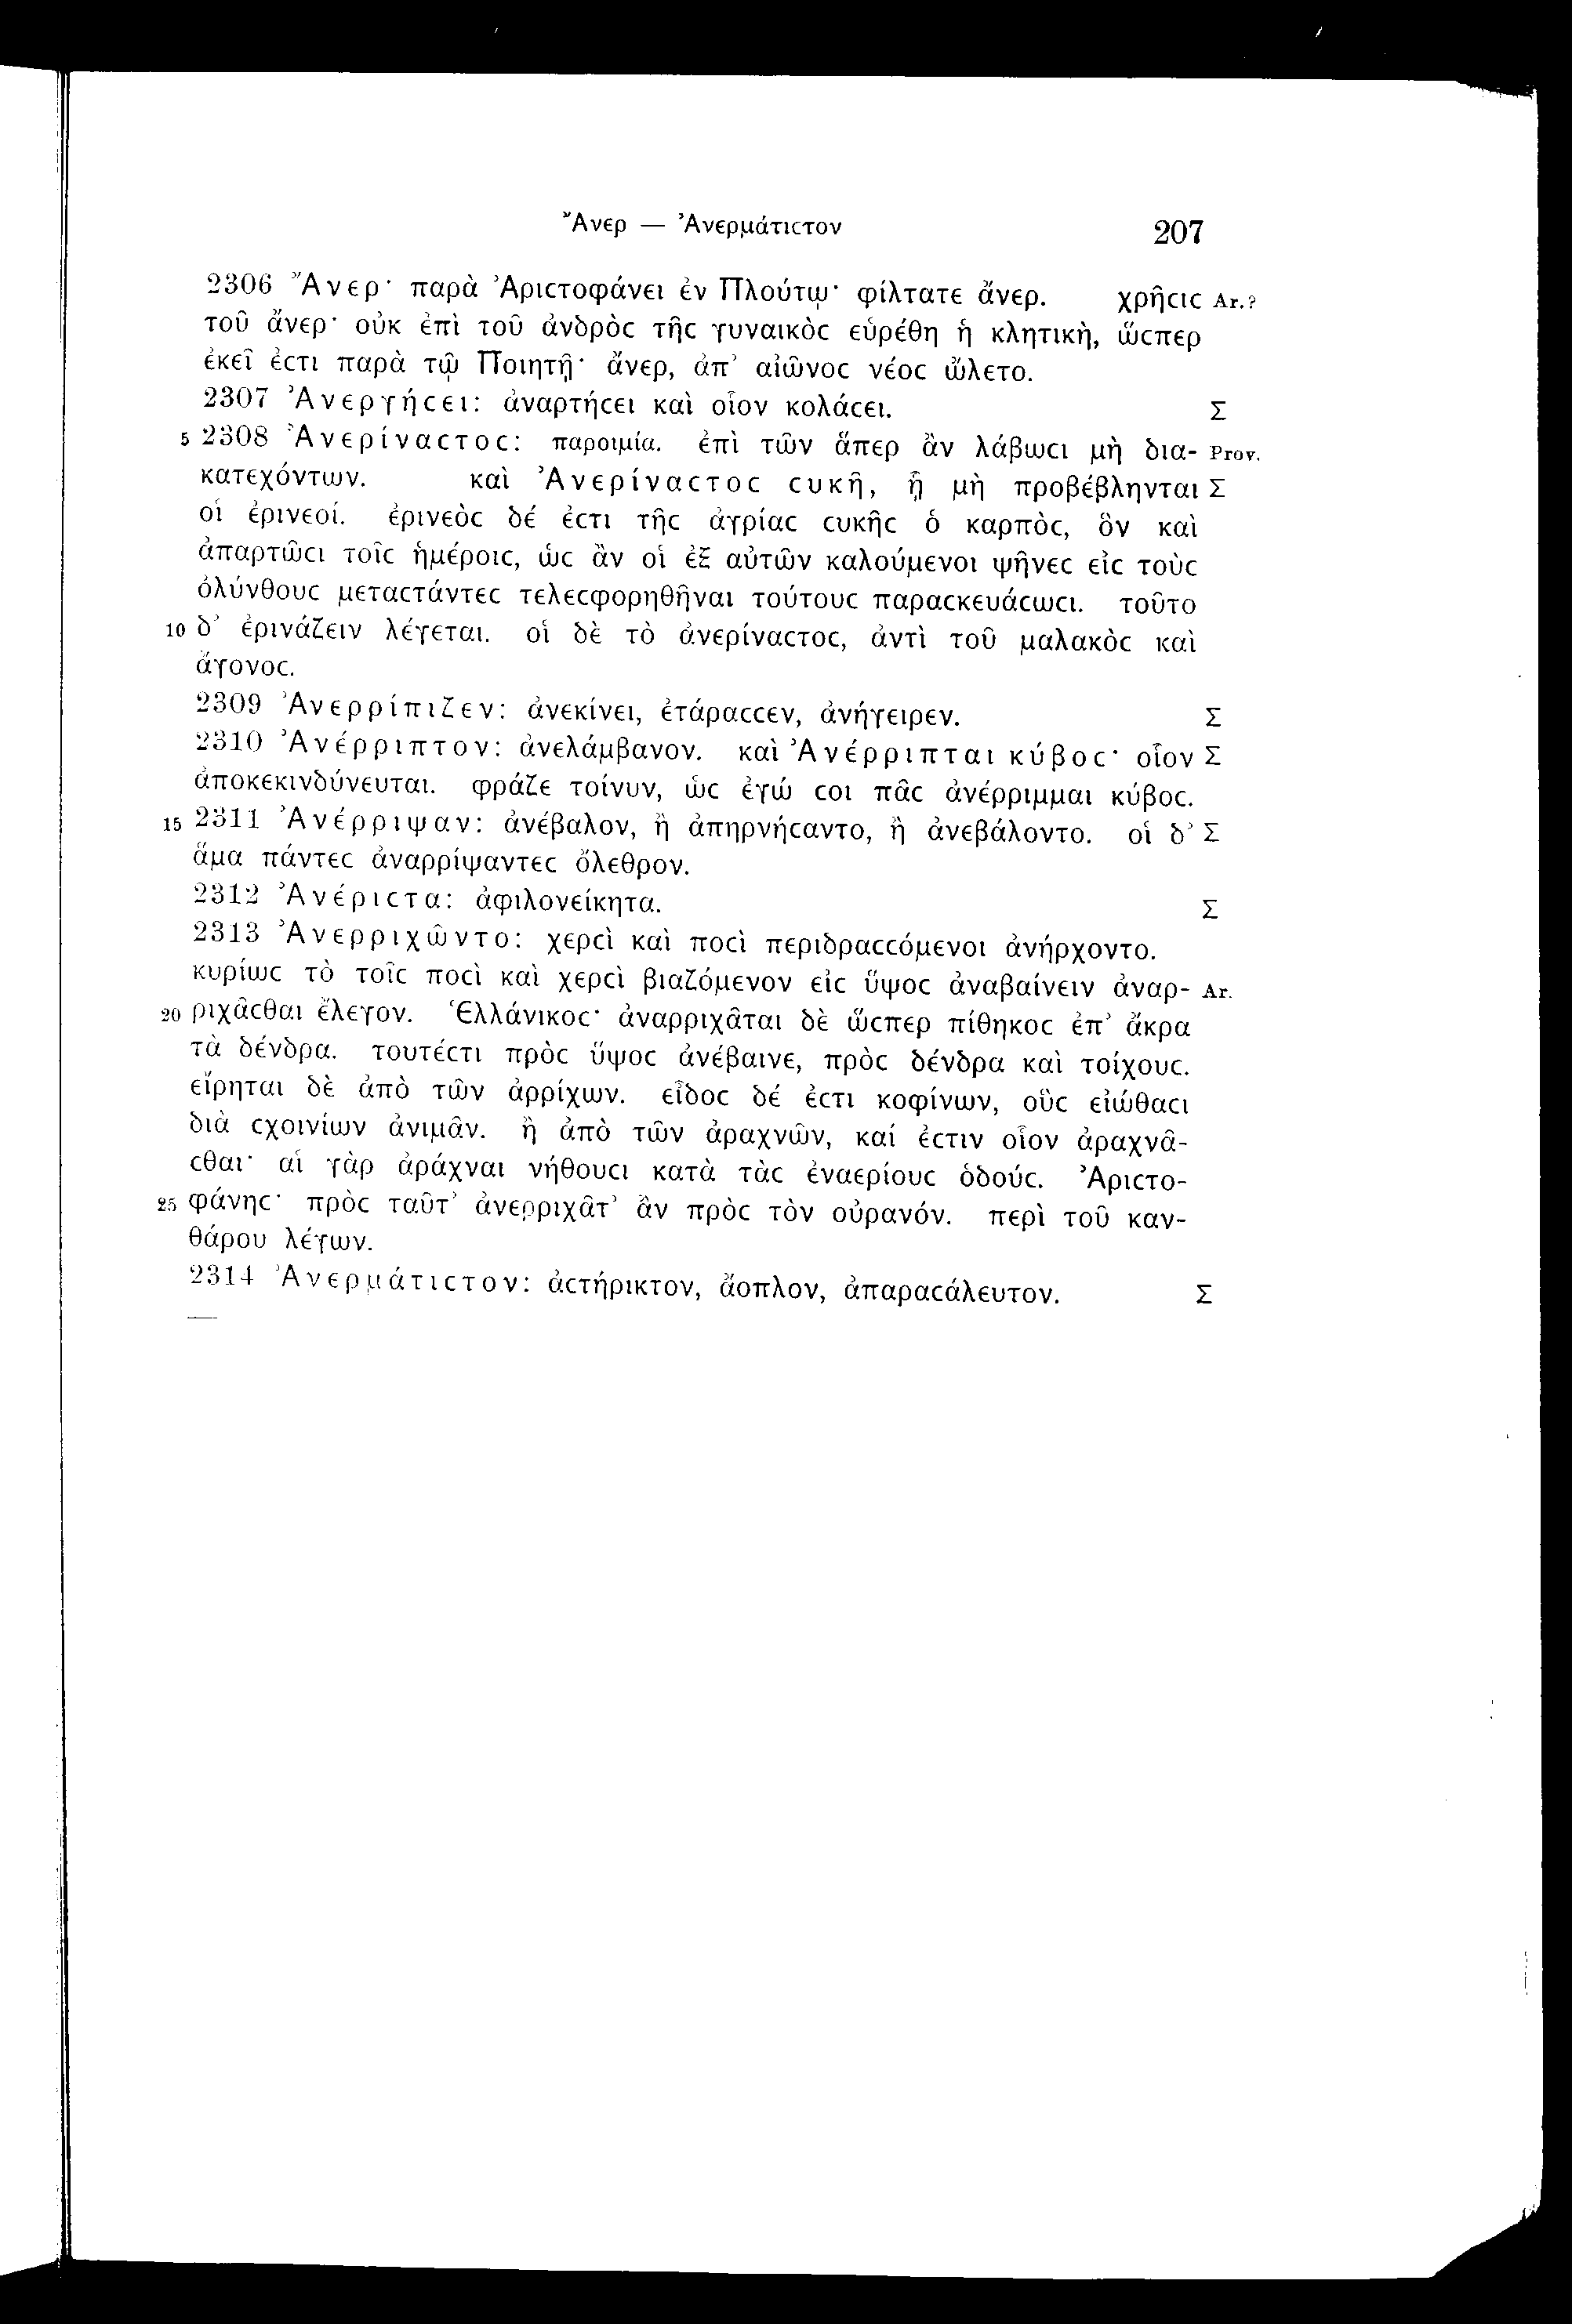 Ἄνερ — Ἀνερμάτιϲτον 207
2306 Ἄνερ· παρὰ Ἀριϲτοφάνει ἐν Πλούτῳ· φίλτατε ἄνερ. χρῆϲιϲ Ar.?
τοῦ ἄνερ· οὐκ ἐπὶ τοῦ ἀνδρὸϲ τῆϲ γυναικὸϲ εὑρέθη ἡ κλητικὴ, ὥϲπερ
ἐκεῖ ἐϲτι παρὰ τῷ Ποιητῇ· ἄνερ, ἀπ’ αἰῶνοϲ νέοϲ ὤλετο.
2307 Ἀνεργήϲει: ἀναρτήϲει καὶ οἷον κολάϲει. Σ
5 2308 Ἀνερίναϲτοϲ: παροιμία. ἐπὶ τῶν ἅπερ ἂν λάβωϲι μὴ δια- Prov.
κατεχόντων. καὶ Ἀνερίναϲτοϲ ϲυκῆ, ᾗ μὴ προβέβληνται Σ
οἱ ἐρινεοί. ἐρινεὸϲ δέ ἐϲτι τῆϲ ἀγρίαϲ ϲυκῆϲ ὁ καρπὸϲ, ὃν καὶ
ἀπαρτῶϲι τοῖϲ ἡμέροιϲ, ὡϲ ἂν οἱ ἐξ αὐτῶν καλούμενοι ψῆνεϲ εἰϲ τοὺϲ
ὀλύνθουϲ μεταϲτάντεϲ τελεϲφορηθῆναι τούτουϲ παραϲκευάϲωϲι. τοῦτο
10 δ’ ἐρινάζειν λέγεται. οἱ δὲ τὸ ἀνερίναϲτοϲ, ἀντὶ τοῦ μαλακὸϲ καὶ
ἄγονοϲ.
2309 Ἀνερρίπιζεν: ἀνεκίνει, ἐτάραϲϲεν, ἀνήγειρεν. Σ
2310 Ἀνέρριπτον: ἀνελάμβανον. καὶ Ἀνέρριπται κύβοϲ· οἷον Σ
ἀποκεκινδύνευται. φράζε τοίνυν, ὡϲ ἐγώ ϲοι πᾶϲ ἀνέρριμμαι κύβοϲ.
15 2311 Ἀνέρριψαν: ἀνέβαλον, ἢ ἀπηρνήϲαντο, ἢ ἀνεβάλοντο. οἱ δ’ Σ
ἅμα πάντεϲ ἀναρρίψαντεϲ ὄλεθρον.
2312 Ἀνέριϲτα: ἀφιλονείκητα. Σ
2313 Ἀνερριχῶντο: χερϲὶ καὶ ποϲὶ περιδραϲϲόμενοι ἀνήρχοντο.
κυρίωϲ τὸ τοῖϲ ποϲὶ καὶ χερϲὶ βιαζόμενον εἰϲ ὕψοϲ ἀναβαίνειν ἀναρ- Ar.
20 ριχᾶϲθαι ἔλεγον. Ἑλλάνικοϲ· ἀναρριχᾶται δὲ ὥϲπερ πίθηκοϲ ἐπ’ ἄκρα
τὰ δένδρα. τουτέϲτι πρὸϲ ὕψοϲ ἀνέβαινε, πρὸϲ δένδρα καὶ τοίχουϲ.
εἴρηται δὲ ἀπὸ τῶν ἀρρίχων. εἶδοϲ δέ ἐϲτι κοφίνων, οὓϲ εἰώθαϲι
διὰ ϲχοινίων ἀνιμᾶν. ἢ ἀπὸ τῶν ἀραχνῶν, καί ἐϲτιν οἷον ἀραχνᾶ-
ϲθαι· αἱ γὰρ ἀράχναι νήθουϲι κατὰ τὰϲ ἐναερίουϲ ὁδούϲ. Ἀριϲτο-
25 φάνηϲ· πρὸϲ ταῦτ’ ἀνερριχᾶτ’ ἂν πρὸϲ τὸν οὐρανόν. περὶ τοῦ καν-
θάρου λέγων.
2314 Ἀνερμάτιϲτον: ἀϲτήρικτον, ἄοπλον, ἀπαραϲάλευτον. Σ